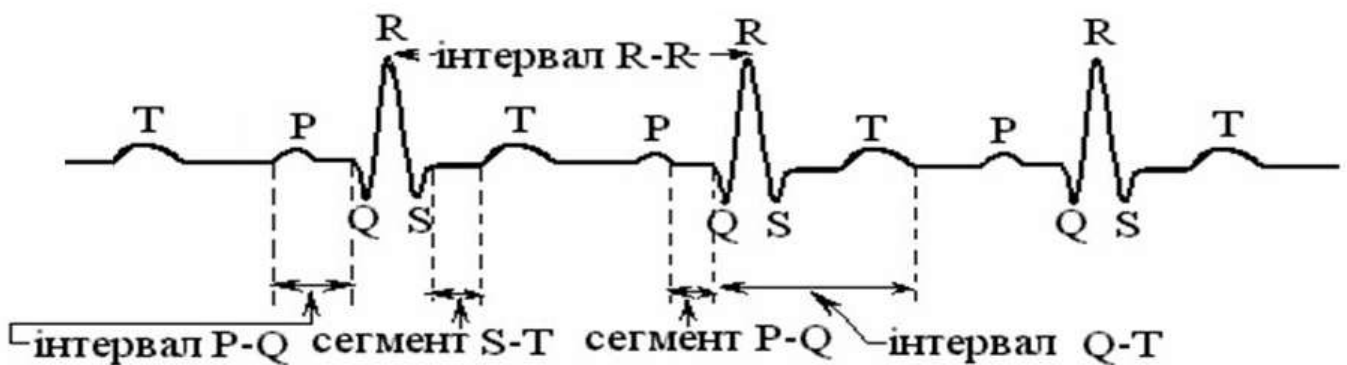 R R R
інтервал R-R
T P T P T P T
Q S Q S Q S
інтервал P-Q сегмент S-T сегмент P-Q інтервал Q-T